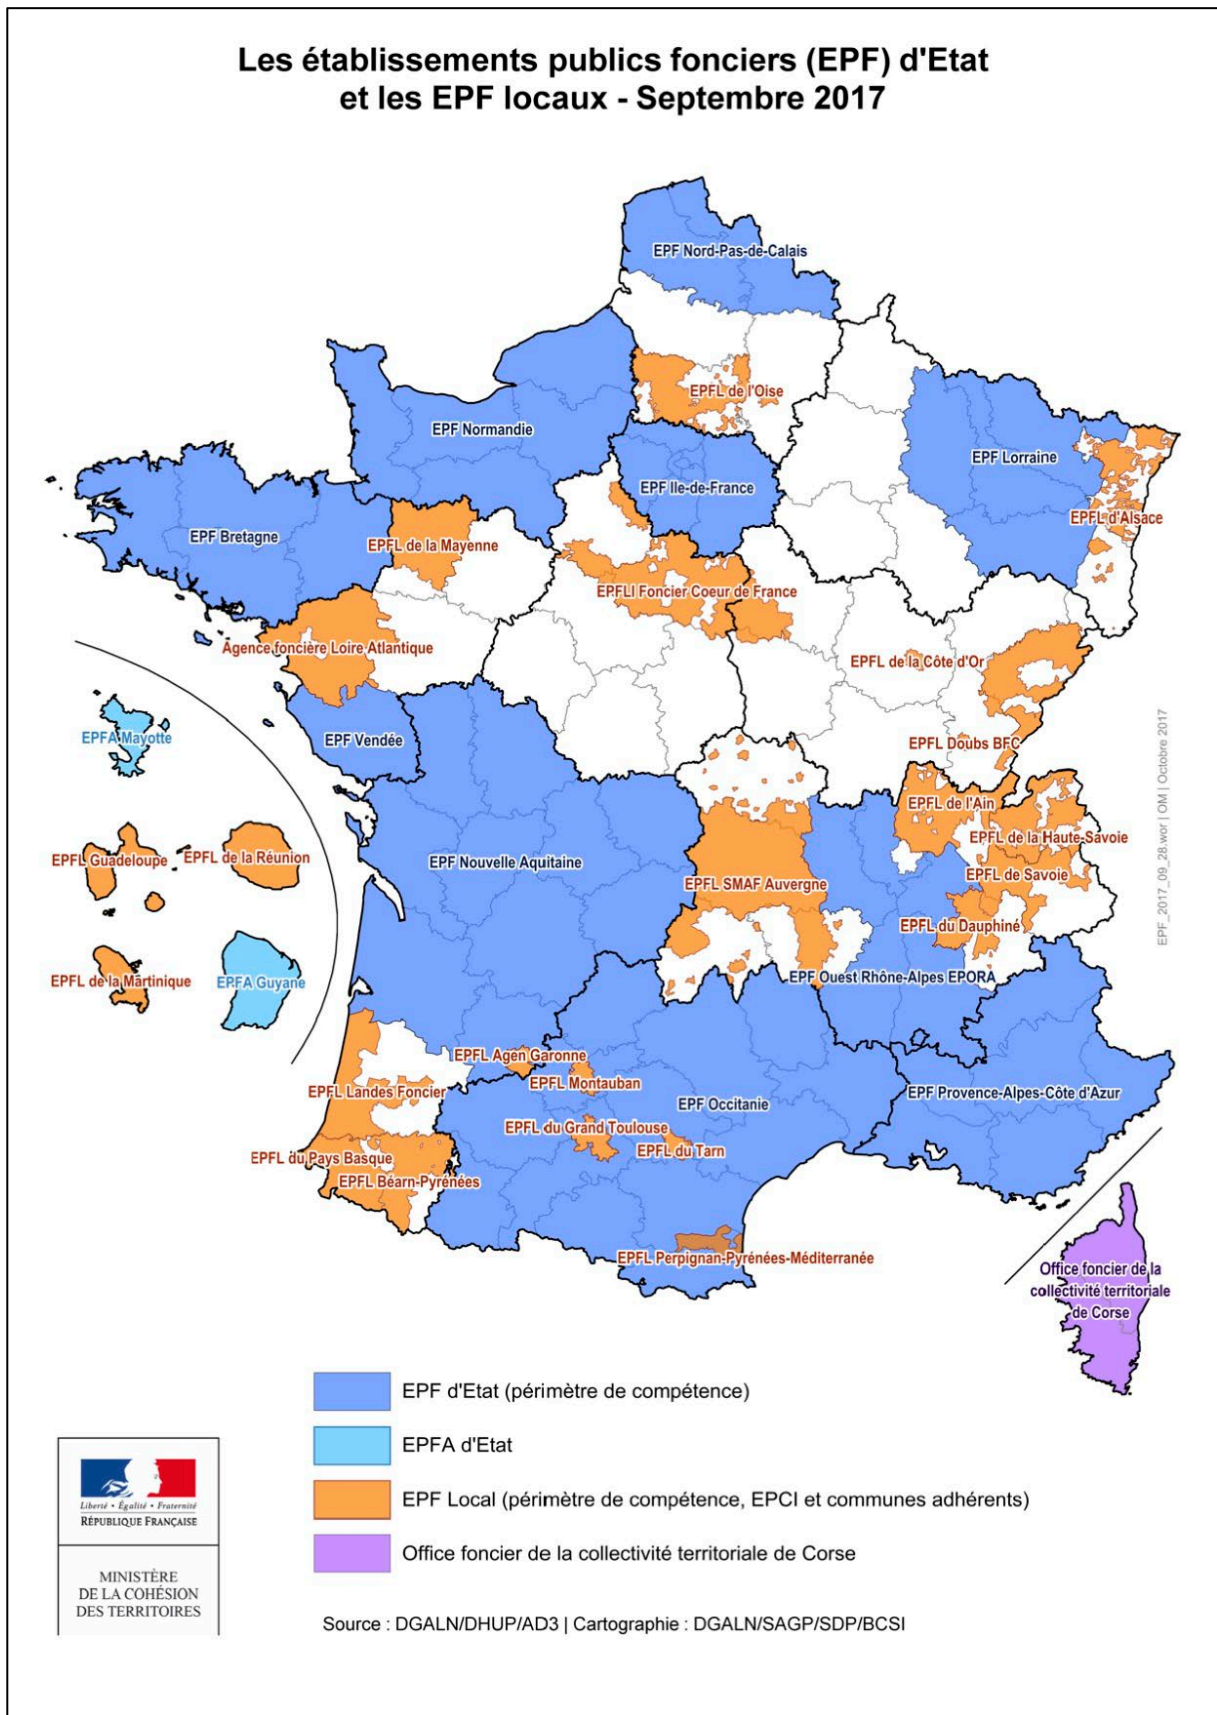 Les établissements publics fonciers (EPF) d'Etat
et les EPF locaux - Septembre 2017
EPF Nord-Pas-de-Calais
EPFL de l'Oise
EPF Normandie
EPF Lorraine
EPF Ile-de-France
EPFL d'Alsace
EPF Bretagne
EPFL de la Mayenne
EPFLI Foncier Coeur de France
Agence foncière Loire-Atlantique
EPFL de la Côte d'Or
EPFA Mayotte
EPF Vendée
EPFL Doubs BFC
EPFL de l'Ain
EPFL de la Haute-Savoie
EPFL Guadeloupe
EPFL de la Réunion
EPF Nouvelle Aquitaine
EPFL de Savoie
EPFL SMAF Auvergne
EPFL du Dauphiné
EPFL de la Martinique
EPFA Guyane
EPF Ouest Rhône-Alpes EPORA
EPFL Agen Garonne
EPFL Montauban
EPFL Landes Foncier
EPF Provence-Alpes-Côte d'Azur
EPF Occitanie
EPFL du Grand Toulouse
EPFL du Tarn
EPFL du Pays Basque
EPFL Béarn-Pyrénées
EPFL Perpignan-Pyrénées-Méditerranée
Office foncier de la
collectivité territoriale
de Corse
EPF_2017_09_28.wor | OM | Octobre 2017
EPF d'Etat (périmètre de compétence)
EPFA d'Etat
EPF Local (périmètre de compétence, EPCI et communes adhérents)
Office foncier de la collectivité territoriale de Corse
Liberté • Égalité • Fraternité
RÉPUBLIQUE FRANÇAISE
MINISTÈRE
DE LA COHÉSION
DES TERRITOIRES
Source : DGALN/DHUP/AD3 | Cartographie : DGALN/SAGP/SDP/BCSI